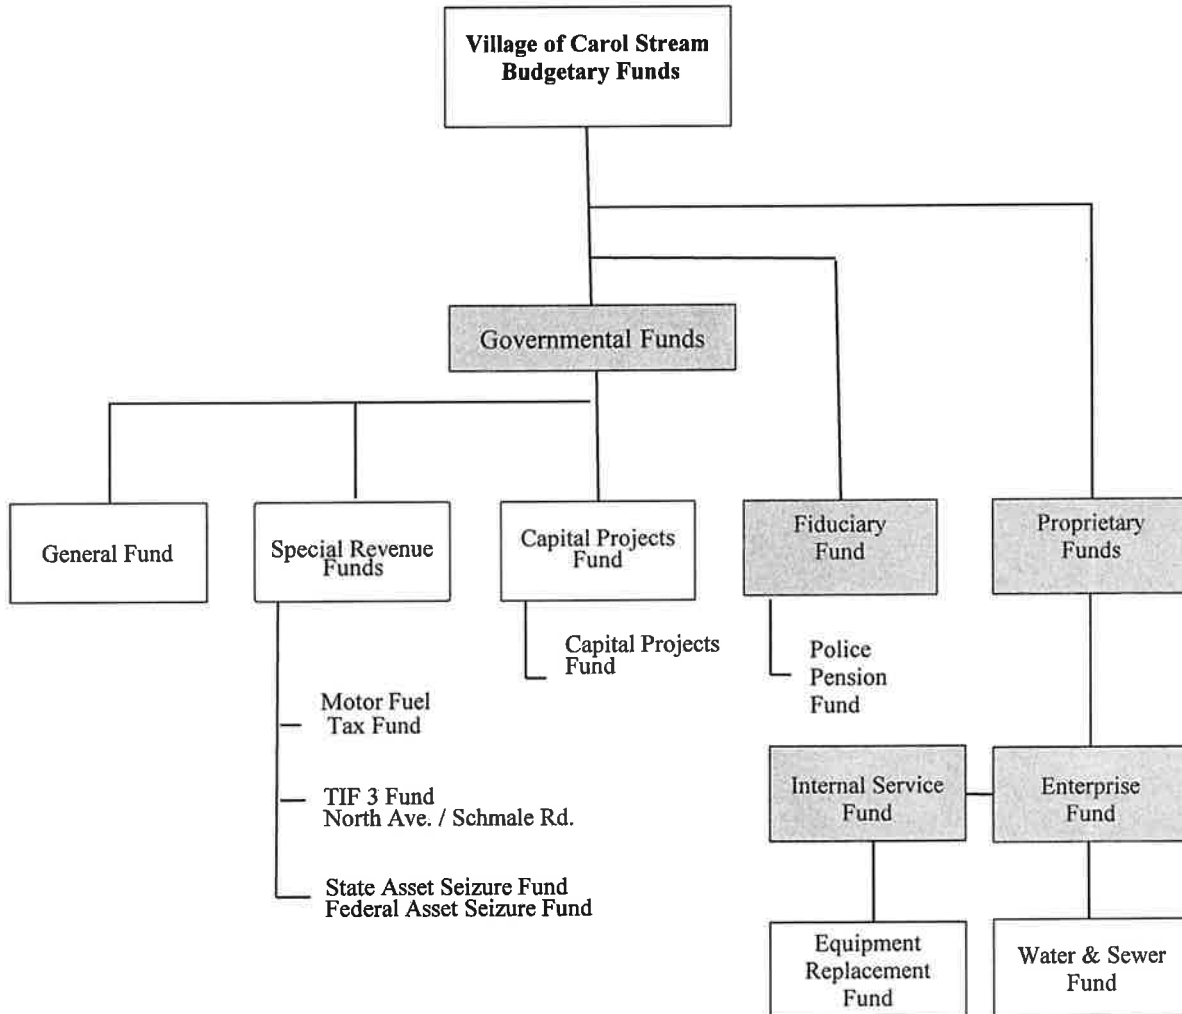 Village of Carol Stream
Budgetary Funds
Governmental Funds
General Fund
Special Revenue
Funds
Capital Projects
Fund
Fiduciary
Fund
Proprietary
Funds
Capital Projects
Fund
Police
Pension
Fund
Motor Fuel
Tax Fund
TIF 3 Fund
North Ave. / Schmale Rd.
State Asset Seizure Fund
Federal Asset Seizure Fund
Internal Service
Fund
Enterprise
Fund
Equipment
Replacement
Fund
Water & Sewer
Fund